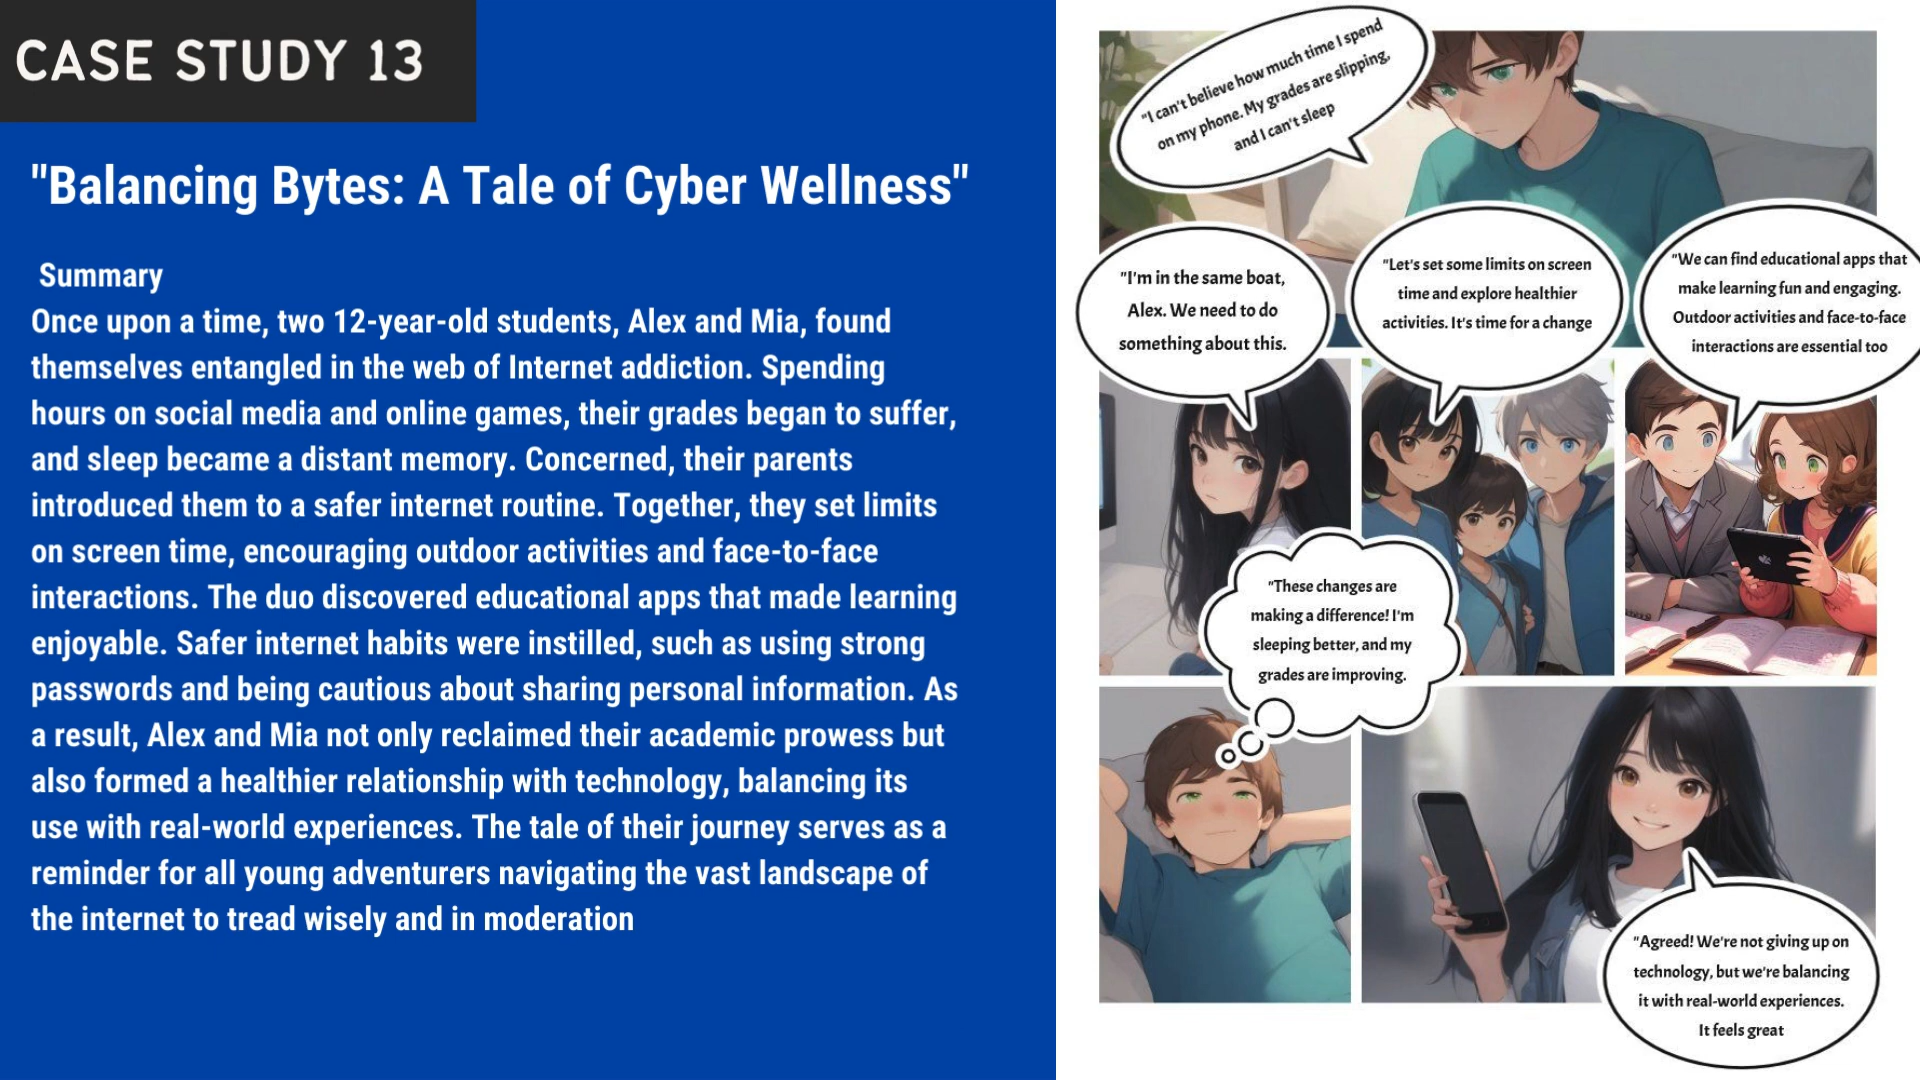 CASE STUDY 13
"Balancing Bytes: A Tale of Cyber Wellness"
Summary
Once upon a time, two 12-year-old students, Alex and Mia, found
themselves entangled in the web of Internet addiction. Spending
hours on social media and online games, their grades began to suffer,
and sleep became a distant memory. Concerned, their parents
introduced them to a safer internet routine. Together, they set limits
on screen time, encouraging outdoor activities and face-to-face
interactions. The duo discovered educational apps that made learning
enjoyable. Safer internet habits were instilled, such as using strong
passwords and being cautious about sharing personal information. As
a result, Alex and Mia not only reclaimed their academic prowess but
also formed a healthier relationship with technology, balancing its
use with real-world experiences. The tale of their journey serves as a
reminder for all young adventurers navigating the vast landscape of
the internet to tread wisely and in moderation
"I can't believe how much time I spend
on my phone. My grades are slipping,
and I can't sleep
"I'm in the same boat,
Alex. We need to do
something about this.
"Let's set some limits on screen
time and explore healthier
activities. It's time for a change
"We can find educational apps that
make learning fun and engaging.
Outdoor activities and face-to-face
interactions are essential too
"These changes are
making a difference! I'm
sleeping better, and my
grades are improving.
"Agreed! We're not giving up on
technology, but we're balancing
it with real-world experiences.
It feels great